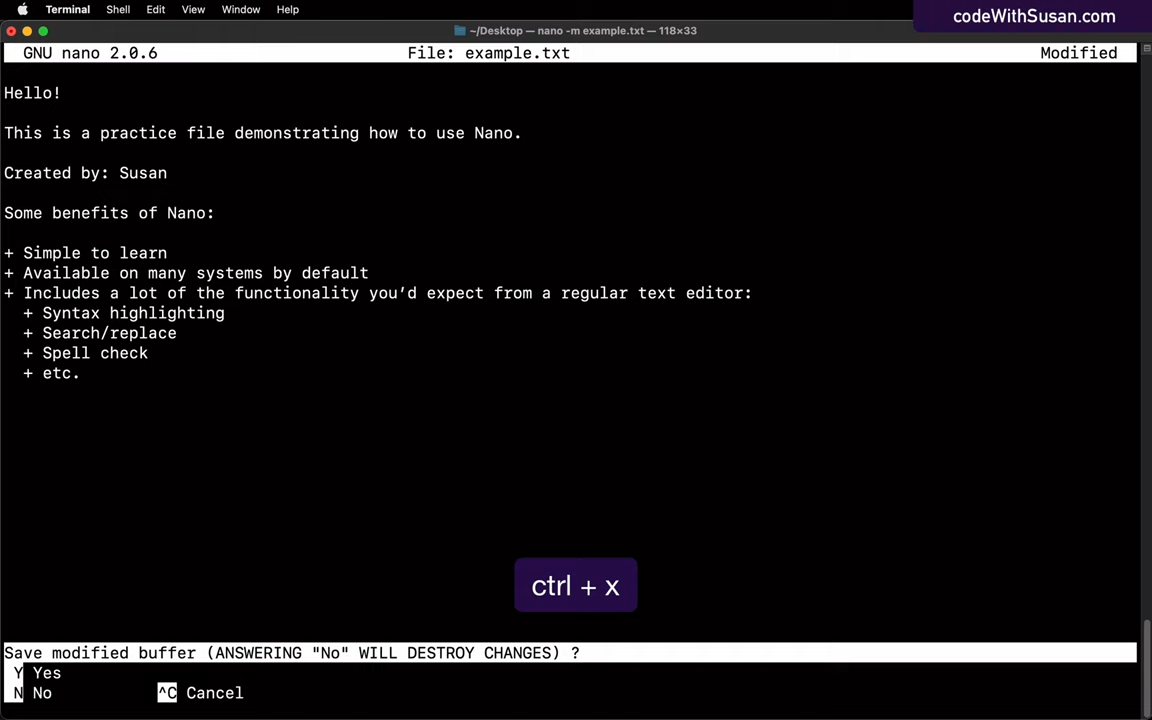 Terminal Shell Edit View Window Help
codeWithSusan.com
~/Desktop — nano -m example.txt — 118×33
GNU nano 2.0.6 File: example.txt Modified
Hello!
This is a practice file demonstrating how to use Nano.
Created by: Susan
Some benefits of Nano:
+ Simple to learn
+ Available on many systems by default
+ Includes a lot of the functionality you’d expect from a regular text editor:
+ Syntax highlighting
+ Search/replace
+ Spell check
+ etc.
ctrl + x
Save modified buffer (ANSWERING "No" WILL DESTROY CHANGES) ?
Y Yes
N No ^C Cancel